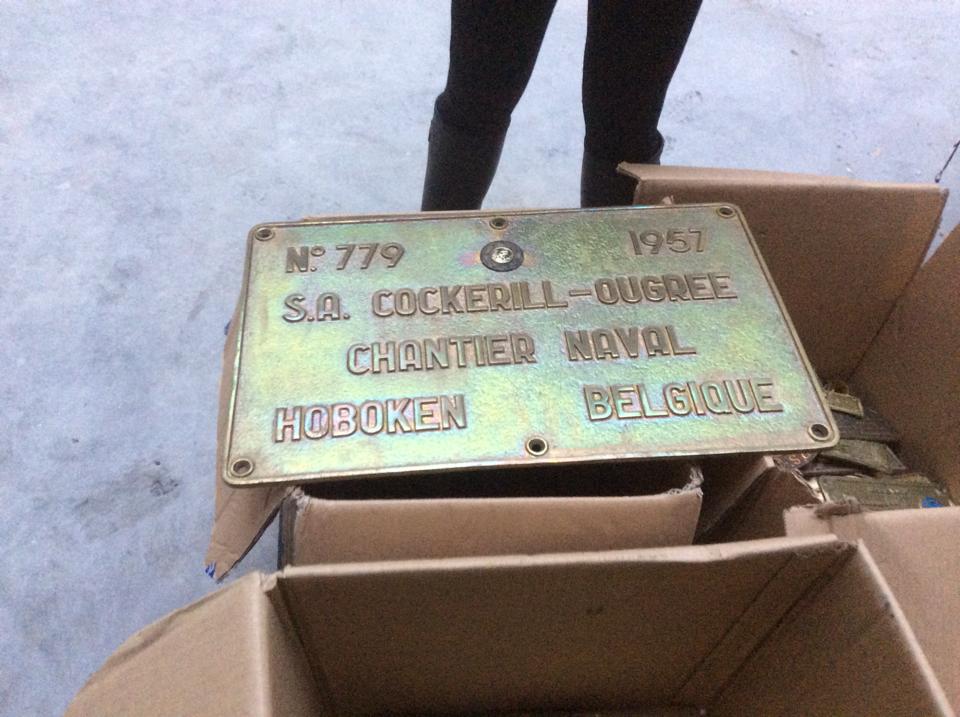 Nº 779 1957
S.A. COCKERILL-OUGREE
CHANTIER NAVAL
HOBOKEN BELGIQUE